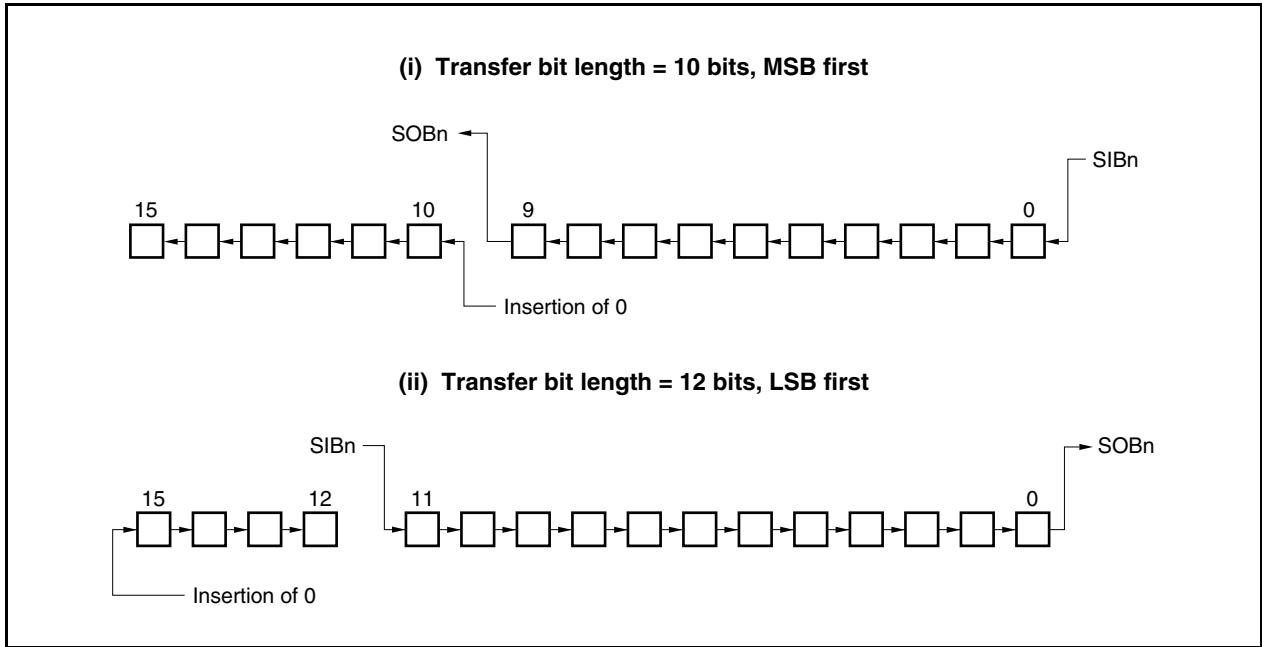 (i) Transfer bit length = 10 bits, MSB first
SOBn
SIBn
15
10
9
0
Insertion of 0
(ii) Transfer bit length = 12 bits, LSB first
SIBn
SOBn
15
12
11
0
Insertion of 0